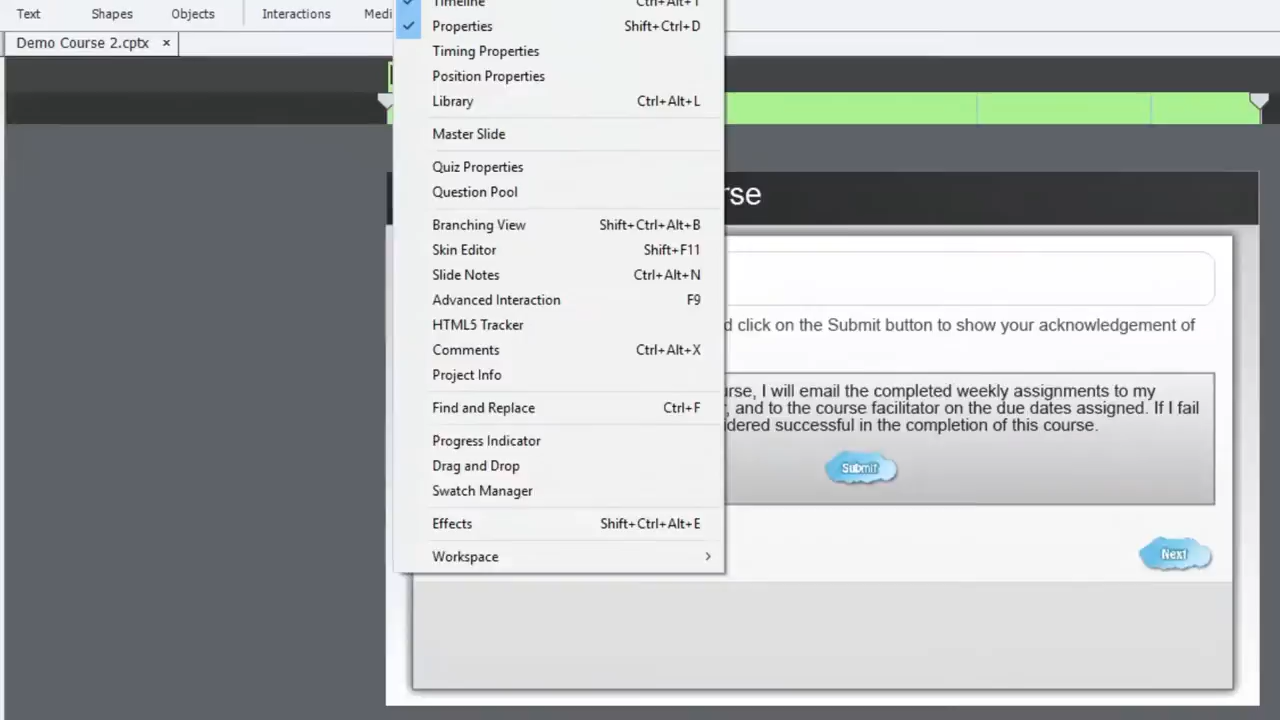 Text Shapes Objects Interactions Medi
Demo Course 2.cptx ×
Timeline Ctrl+Alt+T
Properties Shift+Ctrl+D
Timing Properties
Position Properties
Library Ctrl+Alt+L
Master Slide
Quiz Properties
Question Pool
Branching View Shift+Ctrl+Alt+B
Skin Editor Shift+F11
Slide Notes Ctrl+Alt+N
Advanced Interaction F9
HTML5 Tracker
Comments Ctrl+Alt+X
Project Info
Find and Replace Ctrl+F
Progress Indicator
Drag and Drop
Swatch Manager
Effects Shift+Ctrl+Alt+E
Workspace
rse
d click on the Submit button to show your acknowledgement of
urse, I will email the completed weekly assignments to my
, and to the course facilitator on the due dates assigned. If I fail
idered successful in the completion of this course.
Submit
Next